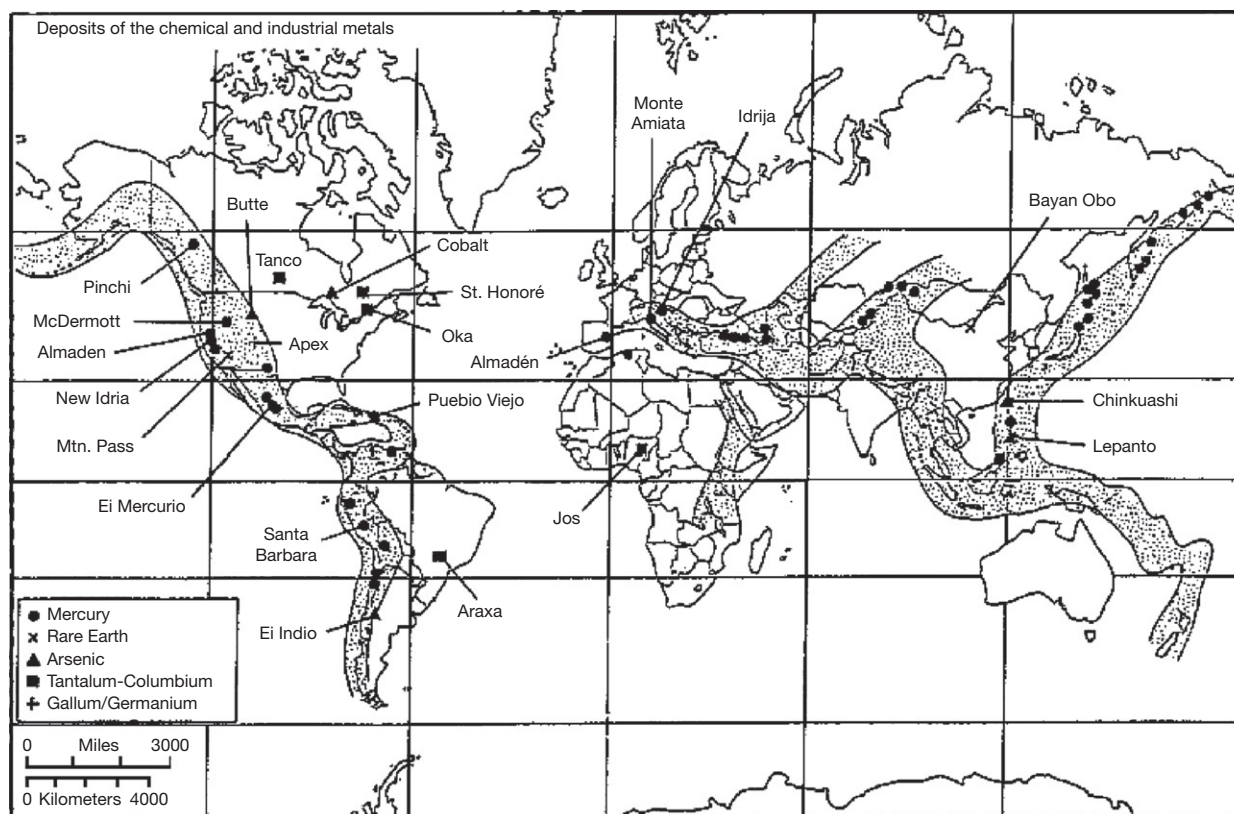 Deposits of the chemical and industrial metals
Monte
Amiata
Idrija
Butte
Bayan Obo
Cobalt
Tanco
Pinchi
St. Honoré
McDermott
Oka
Almaden
Apex
Almadén
New Idria
Puebio Viejo
Chinkuashi
Mtn. Pass
Lepanto
Ei Mercurio
Jos
Santa
Barbara
Araxa
Ei Indio
Mercury
Rare Earth
Arsenic
Tantalum-Columbium
Gallum/Germanium
0 Miles 3000
0 Kilometers 4000